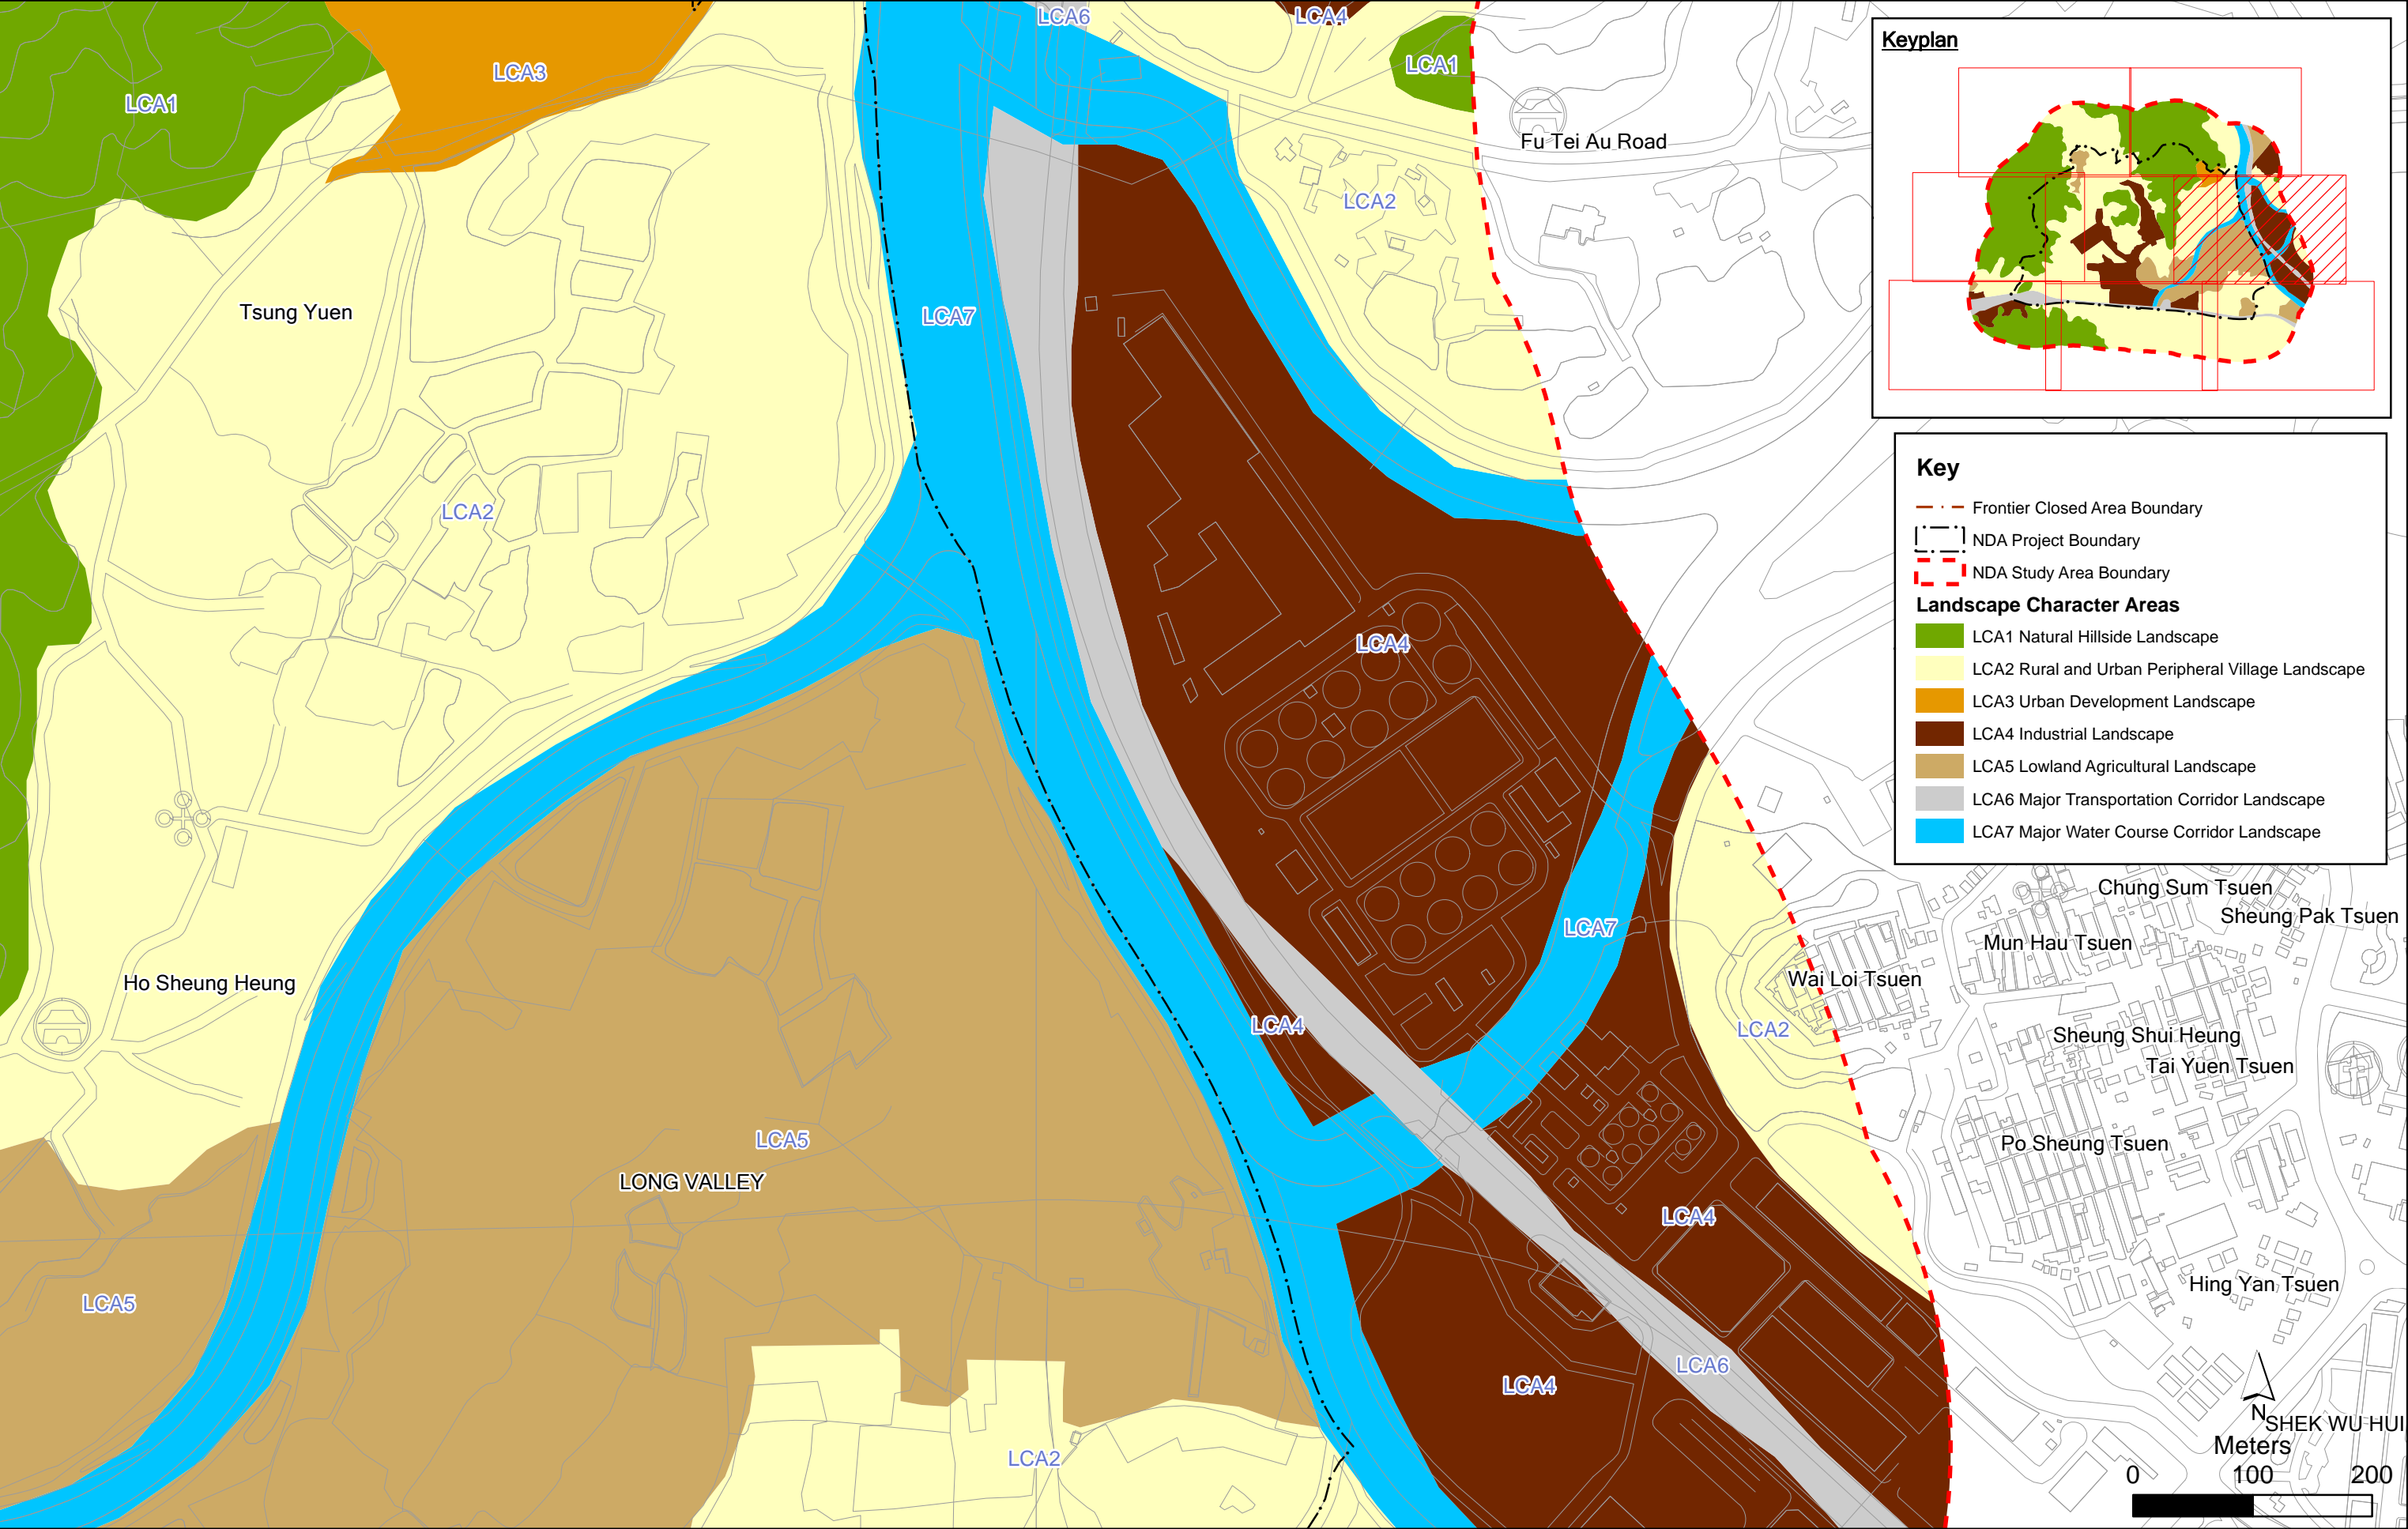 LCA6
LCA4
LCA3
LCA1
LCA1
Fu Tei Au Road
LCA2
Tsung Yuen
LCA7
LCA2
LCA4
LCA7
Ho Sheung Heung
LCA4
LCA2
LCA5
LONG VALLEY
LCA4
LCA5
LCA6
LCA4
LCA2
Keyplan
Key
Frontier Closed Area Boundary
NDA Project Boundary
NDA Study Area Boundary
Landscape Character Areas
LCA1 Natural Hillside Landscape
LCA2 Rural and Urban Peripheral Village Landscape
LCA3 Urban Development Landscape
LCA4 Industrial Landscape
LCA5 Lowland Agricultural Landscape
LCA6 Major Transportation Corridor Landscape
LCA7 Major Water Course Corridor Landscape
Chung Sum Tsuen
Sheung Pak Tsuen
Mun Hau Tsuen
Wai Loi Tsuen
Sheung Shui Heung
Tai Yuen Tsuen
Po Sheung Tsuen
Hing Yan Tsuen
N
SHEK WU HUI
Meters
0 100 200